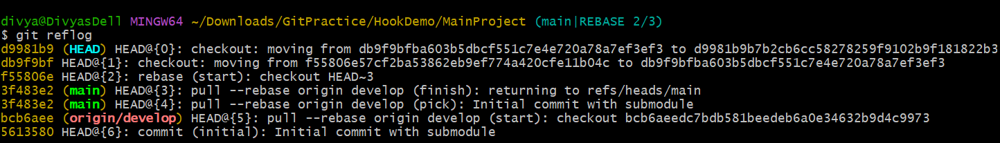 divya@DivyasDell MINGW64 ~/Downloads/GitPractice/HookDemo/MainProject (main|REBASE 2/3)
$ git reflog
d9981b9 (HEAD) HEAD@{0}: checkout: moving from db9f9bfba603b5dbcf551c7e4e720a78a7ef3ef3 to d9981b9b7b2cb6cc58278259f9102b9f181822b3
db9f9bf HEAD@{1}: checkout: moving from f55806e57cf2ba53862eb9ef774a420cfe11b04c to db9f9bfba603b5dbcf551c7e4e720a78a7ef3ef3
f55806e HEAD@{2}: rebase (start): checkout HEAD~3
3f483e2 (main) HEAD@{3}: pull --rebase origin develop (finish): returning to refs/heads/main
3f483e2 (main) HEAD@{4}: pull --rebase origin develop (pick): Initial commit with submodule
bcb6aee (origin/develop) HEAD@{5}: pull --rebase origin develop (start): checkout bcb6aeedc7bdb581beedeb6a0e34632b9d4c9973
5613580 HEAD@{6}: commit (initial): Initial commit with submodule